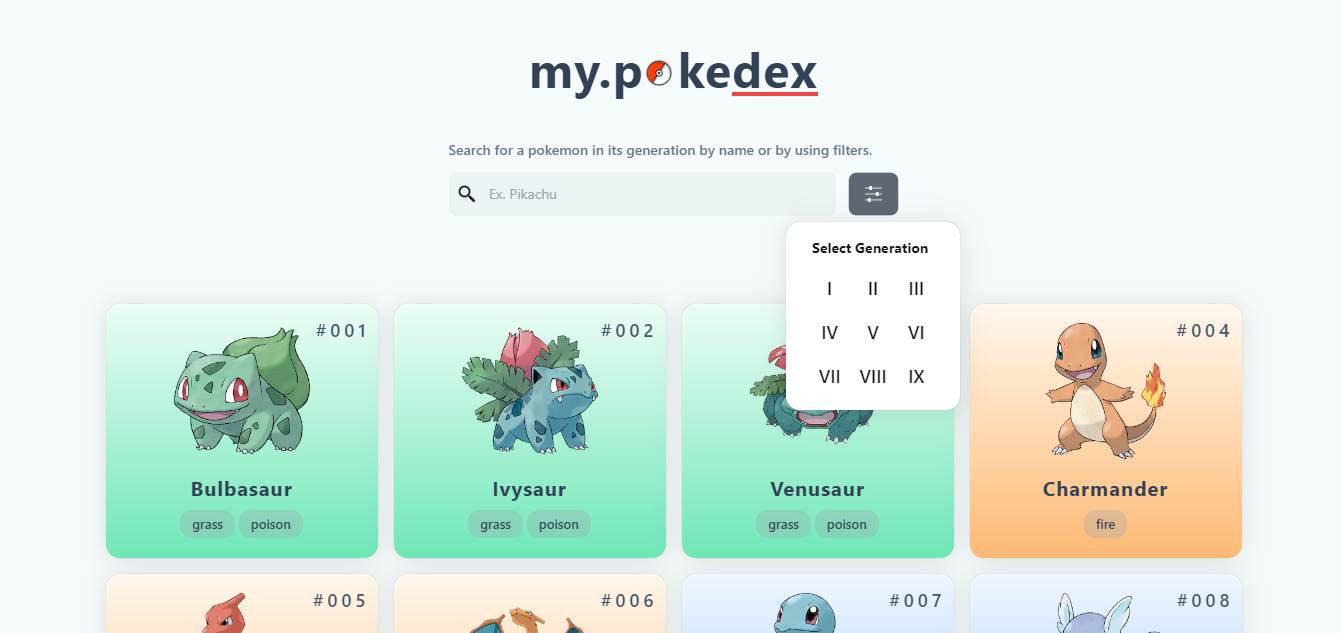 my.pokedex
Search for a pokemon in its generation by name or by using filters.
Ex. Pikachu
Select Generation
I II III
IV V VI
VII VIII IX
#001
#002
#004
Bulbasaur
grass poison
Ivysaur
grass poison
Venusaur
grass poison
Charmander
fire
#005
#006
#007
#008